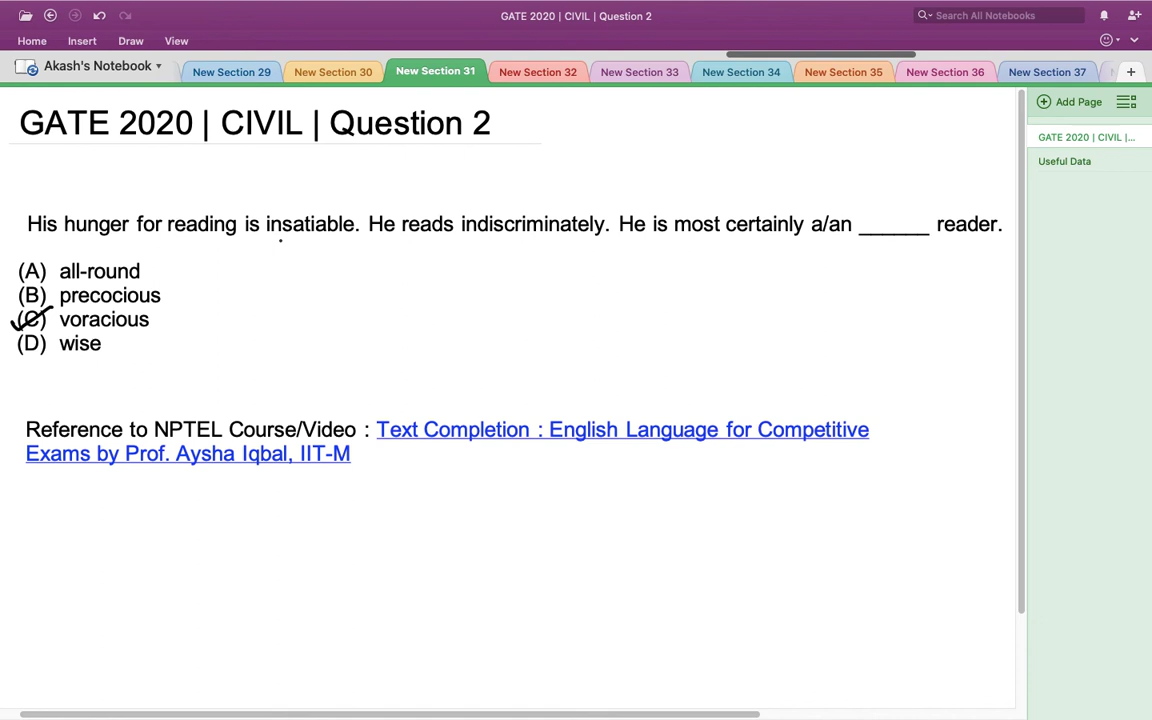 GATE 2020 | CIVIL | Question 2
Search All Notebooks
Home Insert Draw View
Akash's Notebook
New Section 29 New Section 30 New Section 31 New Section 32 New Section 33 New Section 34 New Section 35 New Section 36 New Section 37
Add Page
GATE 2020 | CIVIL | Question 2
GATE 2020 | CIVIL |...
Useful Data
His hunger for reading is insatiable. He reads indiscriminately. He is most certainly a/an ______ reader.
(A) all-round
(B) precocious
(C) voracious
(D) wise
Reference to NPTEL Course/Video : Text Completion : English Language for Competitive
Exams by Prof. Aysha Iqbal, IIT-M